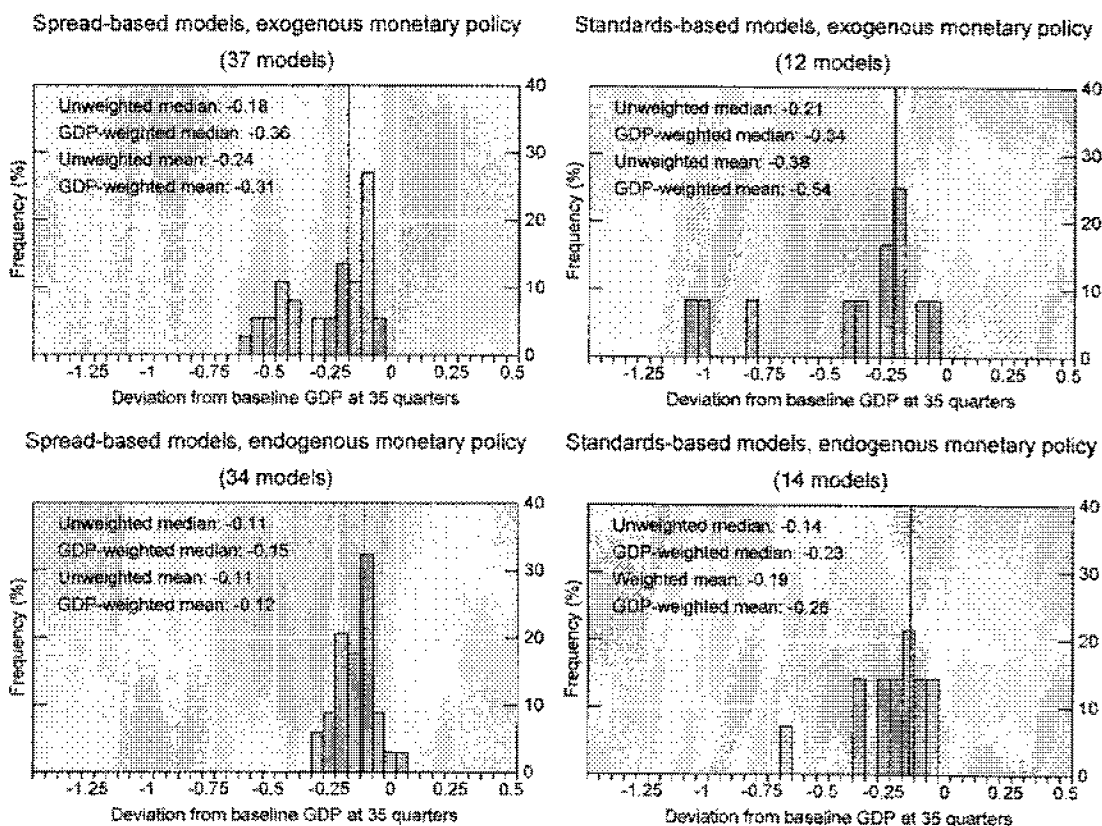 Spread-based models, exogenous monetary policy
(37 models)
Unweighted median: -0.18
GDP-weighted median: -0.36
Unweighted mean: -0.24
GDP-weighted mean: -0.31
Frequency (%)
40
30
20
10
0
-1.25 -1 -0.75 -0.5 -0.25 0 0.25 0.5
Deviation from baseline GDP at 35 quarters
Standards-based models, exogenous monetary policy
(12 models)
Unweighted median: -0.21
GDP-weighted median: -0.34
Unweighted mean: -0.38
GDP-weighted mean: -0.54
Frequency (%)
40
30
20
10
0
-1.25 -1 -0.75 -0.5 -0.25 0 0.25 0.5
Deviation from baseline GDP at 35 quarters
Spread-based models, endogenous monetary policy
(34 models)
Unweighted median: -0.11
GDP-weighted median: -0.15
Unweighted mean: -0.11
GDP-weighted mean: -0.12
Frequency (%)
40
30
20
10
0
-1.25 -1 -0.75 -0.5 -0.25 0 0.25 0.5
Deviation from baseline GDP at 35 quarters
Standards-based models, endogenous monetary policy
(14 models)
Unweighted median: -0.14
GDP-weighted median: -0.23
Weighted mean: -0.19
GDP-weighted mean: -0.26
Frequency (%)
40
30
20
10
0
-1.25 -1 -0.75 -0.5 -0.25 0 0.25 0.5
Deviation from baseline GDP at 35 quarters